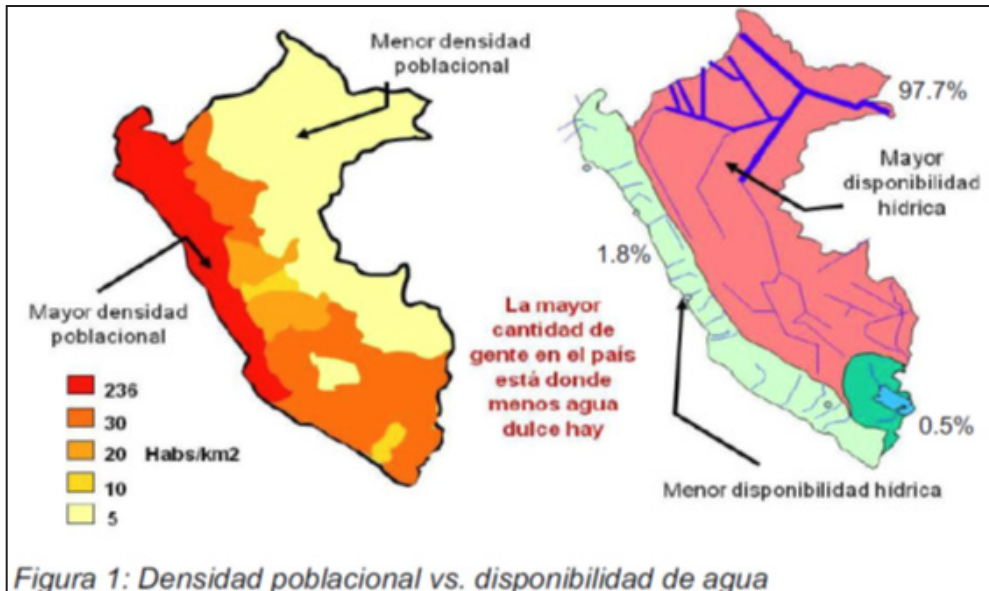 Menor densidad
poblacional
Mayor densidad
poblacional
236
30
20 Habs/km2
10
5
La mayor
cantidad de
gente en el país
está donde
menos agua
dulce hay
97.7%
Mayor
disponibilidad
hídrica
1.8%
0.5%
Menor disponibilidad hídrica
Figura 1: Densidad poblacional vs. disponibilidad de agua